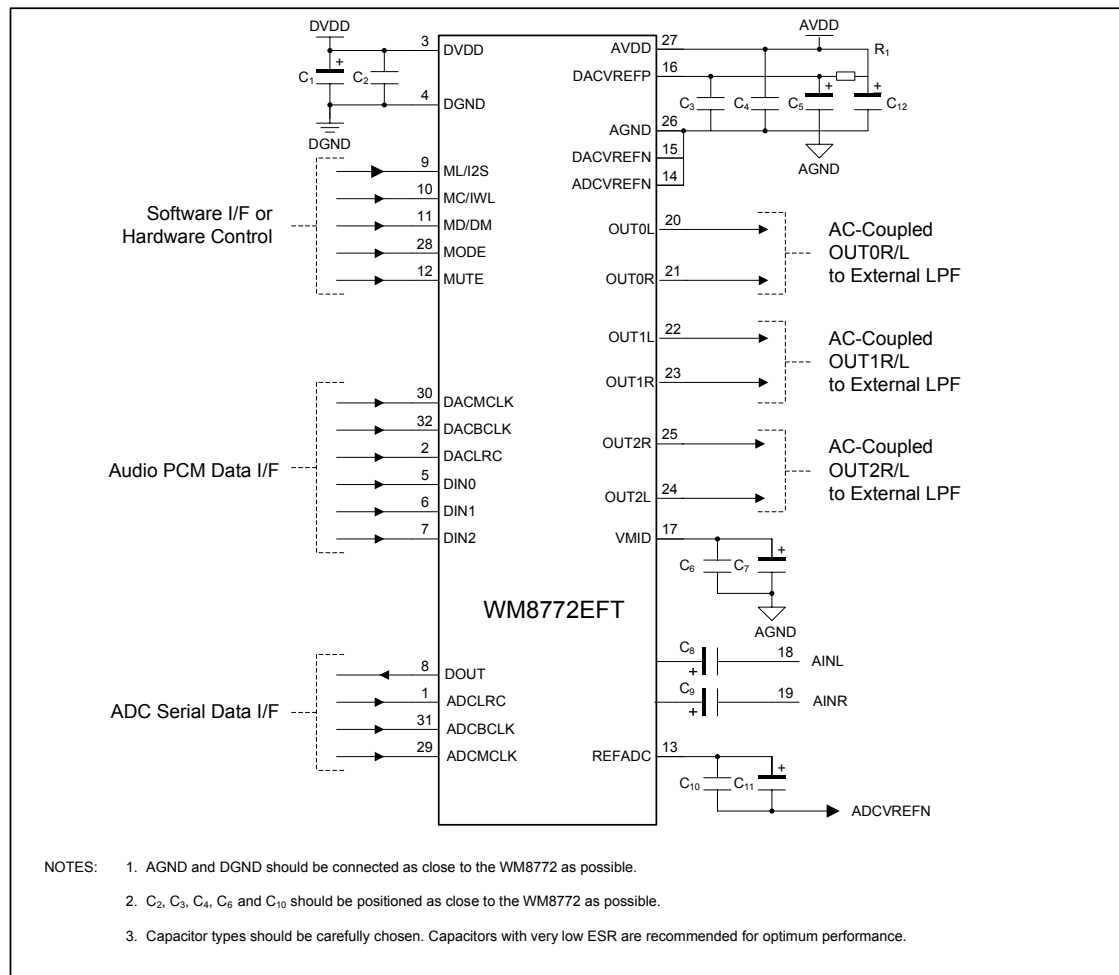 DVDD
3
DVDD
C1
+
C2
4
DGND
DGND
9
ML/I2S
10
MC/IWL
11
MD/DM
28
MODE
12
MUTE
Software I/F or
Hardware Control
30
DACMCLK
32
DACBCLK
2
DACLRC
5
DIN0
6
DIN1
7
DIN2
Audio PCM Data I/F
8
DOUT
1
ADCLRC
31
ADCBCLK
29
ADCMCLK
ADC Serial Data I/F
WM8772EFT
AVDD
AVDD
27
R1
DACVREFP
16
C3
C4
C5
+
C12
+
AGND
26
DACVREFN
15
ADCVREFN
14
AGND
OUT0L
20
OUT0R
21
AC-Coupled
OUT0R/L
to External LPF
OUT1L
22
OUT1R
23
AC-Coupled
OUT1R/L
to External LPF
OUT2R
25
OUT2L
24
AC-Coupled
OUT2R/L
to External LPF
VMID
17
C6
C7
+
AGND
C8
+
18
AINL
C9
+
19
AINR
REFADC
13
C10
C11
+
ADCVREFN
NOTES: 1. AGND and DGND should be connected as close to the WM8772 as possible.
2. C2, C3, C4, C6 and C10 should be positioned as close to the WM8772 as possible.
3. Capacitor types should be carefully chosen. Capacitors with very low ESR are recommended for optimum performance.